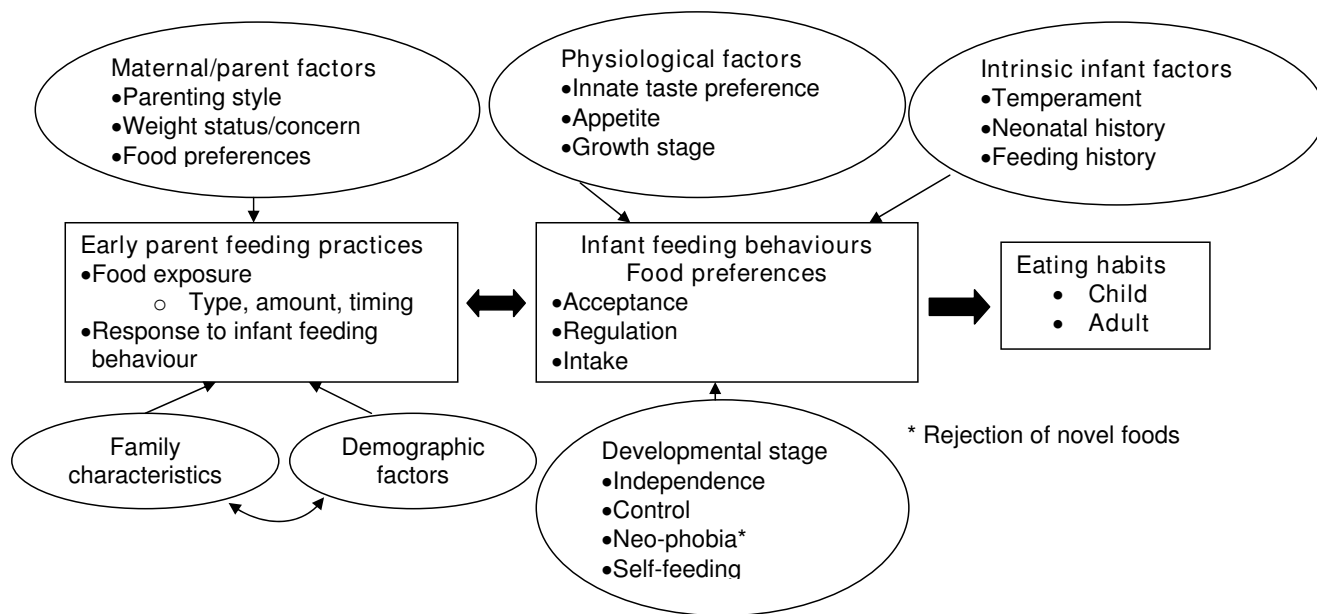 Maternal/parent factors
•Parenting style
•Weight status/concern
•Food preferences
Physiological factors
•Innate taste preference
•Appetite
•Growth stage
Intrinsic infant factors
•Temperament
•Neonatal history
•Feeding history
Early parent feeding practices
•Food exposure
o Type, amount, timing
•Response to infant feeding
behaviour
Infant feeding behaviours
Food preferences
•Acceptance
•Regulation
•Intake
Eating habits
• Child
• Adult
Family
characteristics
Demographic
factors
Developmental stage
•Independence
•Control
•Neo-phobia*
•Self-feeding
* Rejection of novel foods